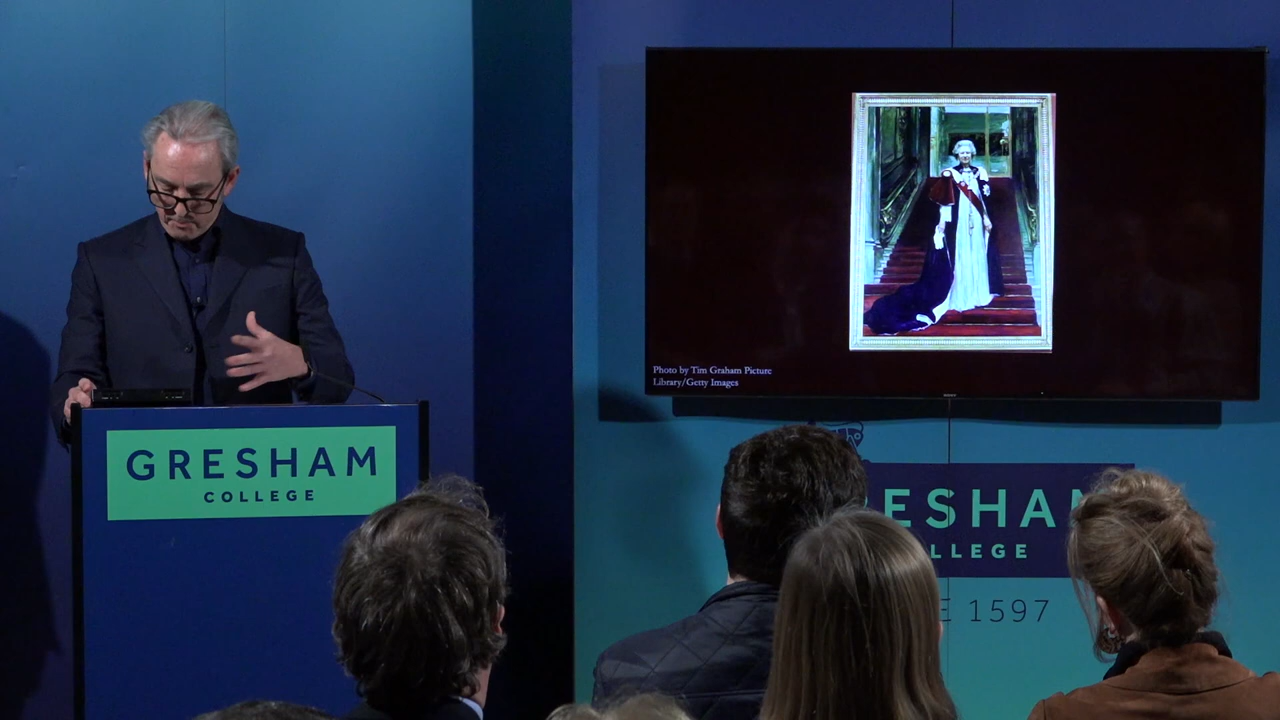 GRESHAM
COLLEGE
Photo by Tim Graham Picture
Library/Getty Images
ESHAM
LLEGE
E 1597